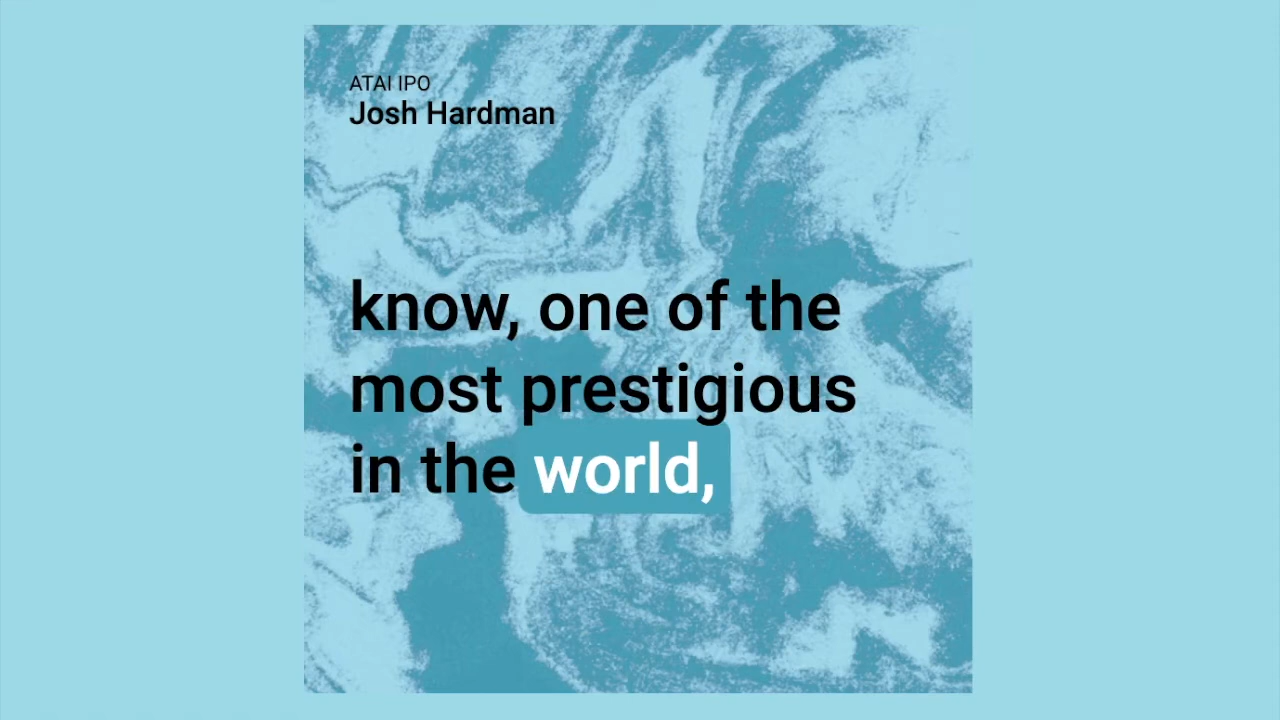 ATAI IPO
Josh Hardman
know, one of the
most prestigious
in the world,